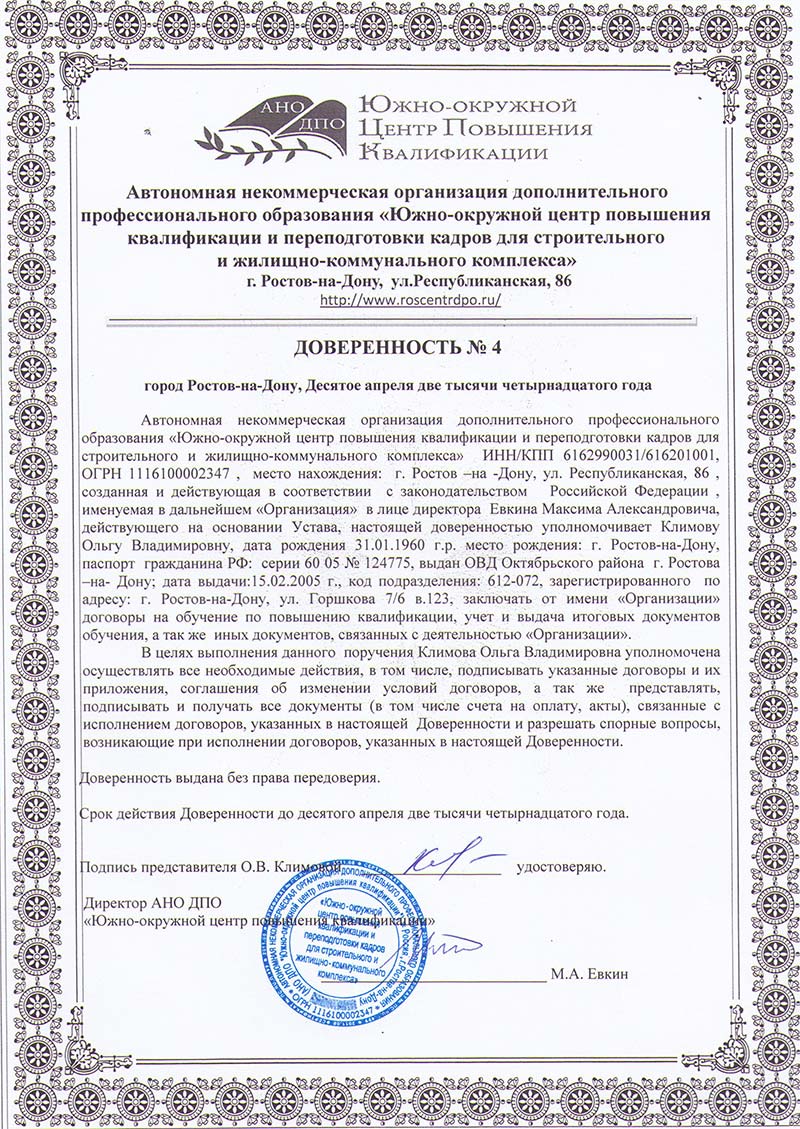 АНО
ДПО
Южно-окружной
Центр Повышения
Квалификации
Автономная некоммерческая организация дополнительного
профессионального образования «Южно-окружной центр повышения
квалификации и переподготовки кадров для строительного
и жилищно-коммунального комплекса»
г. Ростов-на-Дону, ул.Республиканская, 86
http://www.roscentrdpo.ru/
ДОВЕРЕННОСТЬ № 4
город Ростов-на-Дону, Десятое апреля две тысячи четырнадцатого года
Автономная некоммерческая организация дополнительного профессионального
образования «Южно-окружной центр повышения квалификации и переподготовки кадров для
строительного и жилищно-коммунального комплекса» ИНН/КПП 6162990031/616201001,
ОГРН 1116100002347 , место нахождения: г. Ростов –на -Дону, ул. Республиканская, 86 ,
созданная и действующая в соответствии с законодательством Российской Федерации ,
именуемая в дальнейшем «Организация» в лице директора Евкина Максима Александровича,
действующего на основании Устава, настоящей доверенностью уполномочивает Климову
Ольгу Владимировну, дата рождения 31.01.1960 г.р. место рождения: г. Ростов-на-Дону,
паспорт гражданина РФ: серии 60 05 № 124775, выдан ОВД Октябрьского района г. Ростова
–на- Дону; дата выдачи:15.02.2005 г., код подразделения: 612-072, зарегистрированного по
адресу: г. Ростов-на-Дону, ул. Горшкова 7/6 в.123, заключать от имени «Организации»
договоры на обучение по повышению квалификации, учет и выдача итоговых документов
обучения, а так же иных документов, связанных с деятельностью «Организации».
В целях выполнения данного поручения Климова Ольга Владимировна уполномочена
осуществлять все необходимые действия, в том числе, подписывать указанные договоры и их
приложения, соглашения об изменении условий договоров, а так же представлять,
подписывать и получать все документы (в том числе счета на оплату, акты), связанные с
исполнением договоров, указанных в настоящей Доверенности и разрешать спорные вопросы,
возникающие при исполнении договоров, указанных в настоящей Доверенности.
Доверенность выдана без права передоверия.
Срок действия Доверенности до десятого апреля две тысячи четырнадцатого года.
Подпись представителя О.В. Климовой удостоверяю.
Директор АНО ДПО
«Южно-окружной центр повышения квалификации»
М.А. Евкин
АВТОНОМНАЯ НЕКОММЕРЧЕСКАЯ ОРГАНИЗАЦИЯ ДОПОЛНИТЕЛЬНОГО ПРОФЕССИОНАЛЬНОГО ОБРАЗОВАНИЯ
ОГРН 1116100002347
(АНО ДПО "Южно-окружной центр повышения квалификации")
Россия, г.Ростов-на-Дону
«Южно-окружной
центр повышения
квалификации и
переподготовки кадров
для строительного и
жилищно-коммунального
комплекса»